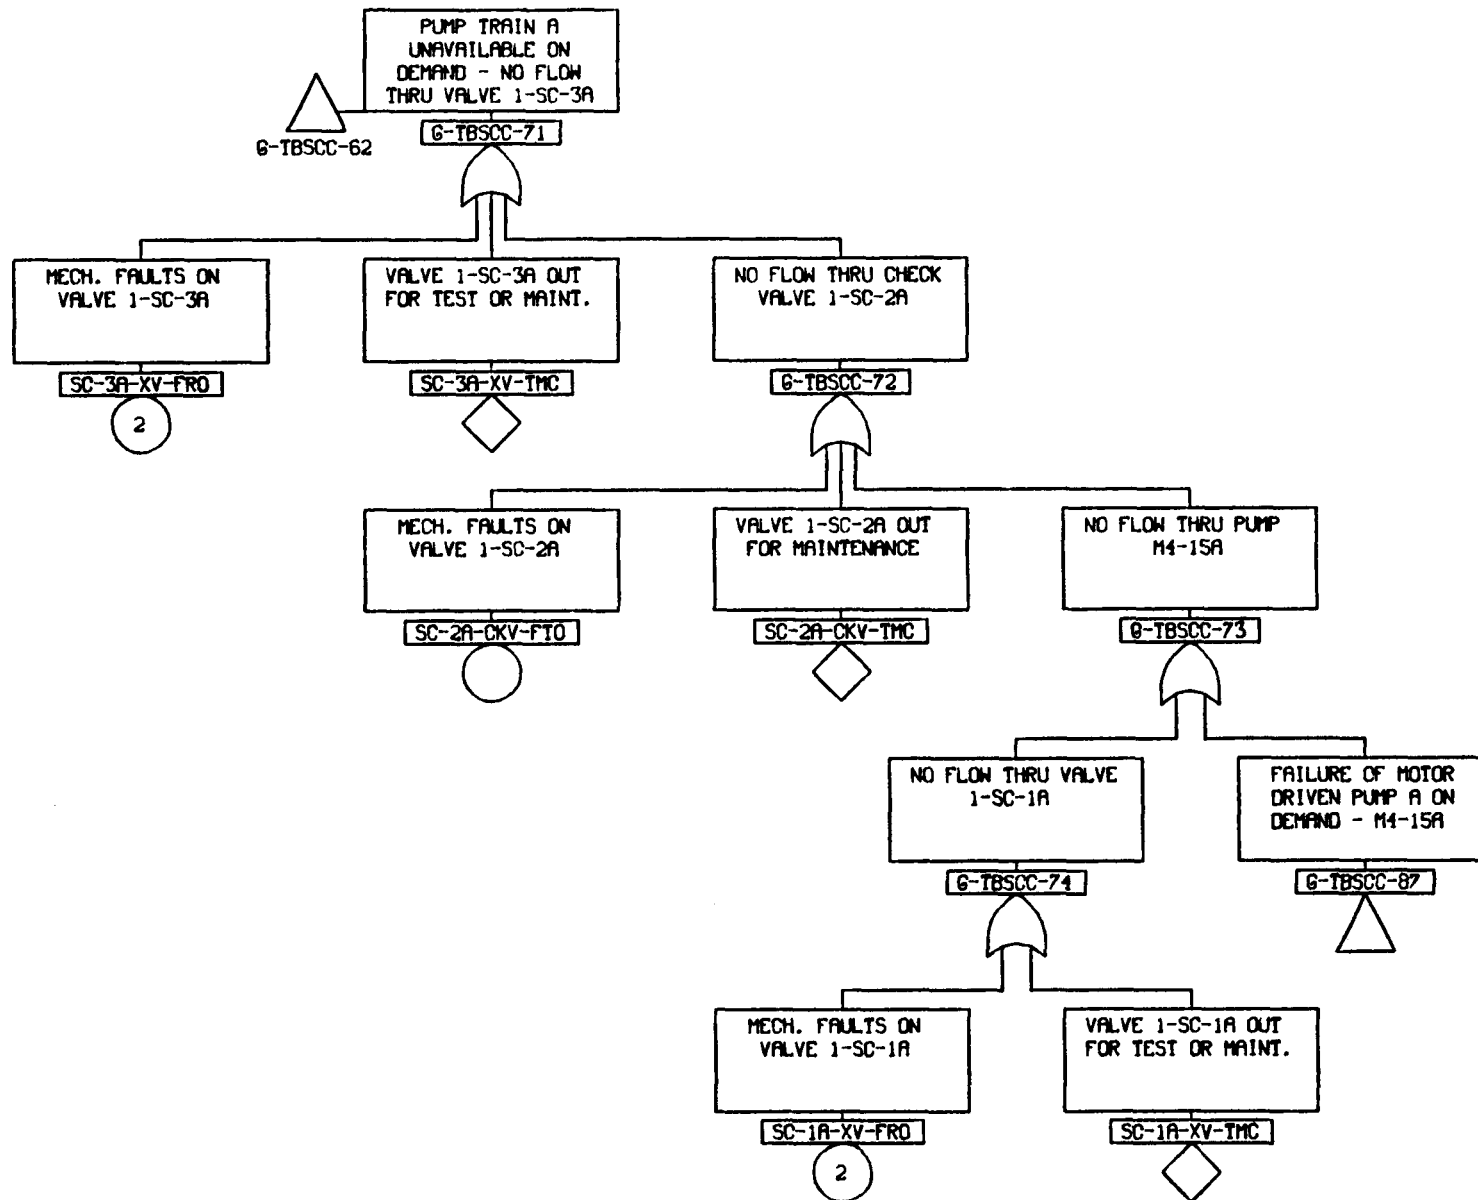 PUMP TRAIN A
UNAVAILABLE ON
DEMAND - NO FLOW
THRU VALVE 1-SC-3A
G-TBSCC-62
G-TBSCC-71
MECH. FAULTS ON
VALVE 1-SC-3A
SC-3A-XV-FRO
2
VALVE 1-SC-3A OUT
FOR TEST OR MAINT.
SC-3A-XV-TMC
NO FLOW THRU CHECK
VALVE 1-SC-2A
G-TBSCC-72
MECH. FAULTS ON
VALVE 1-SC-2A
SC-2A-CKV-FTO
VALVE 1-SC-2A OUT
FOR MAINTENANCE
SC-2A-CKV-TMC
NO FLOW THRU PUMP
M4-15A
G-TBSCC-73
NO FLOW THRU VALVE
1-SC-1A
G-TBSCC-74
FAILURE OF MOTOR
DRIVEN PUMP A ON
DEMAND - M4-15A
G-TBSCC-87
MECH. FAULTS ON
VALVE 1-SC-1A
SC-1A-XV-FRO
2
VALVE 1-SC-1A OUT
FOR TEST OR MAINT.
SC-1A-XV-TMC